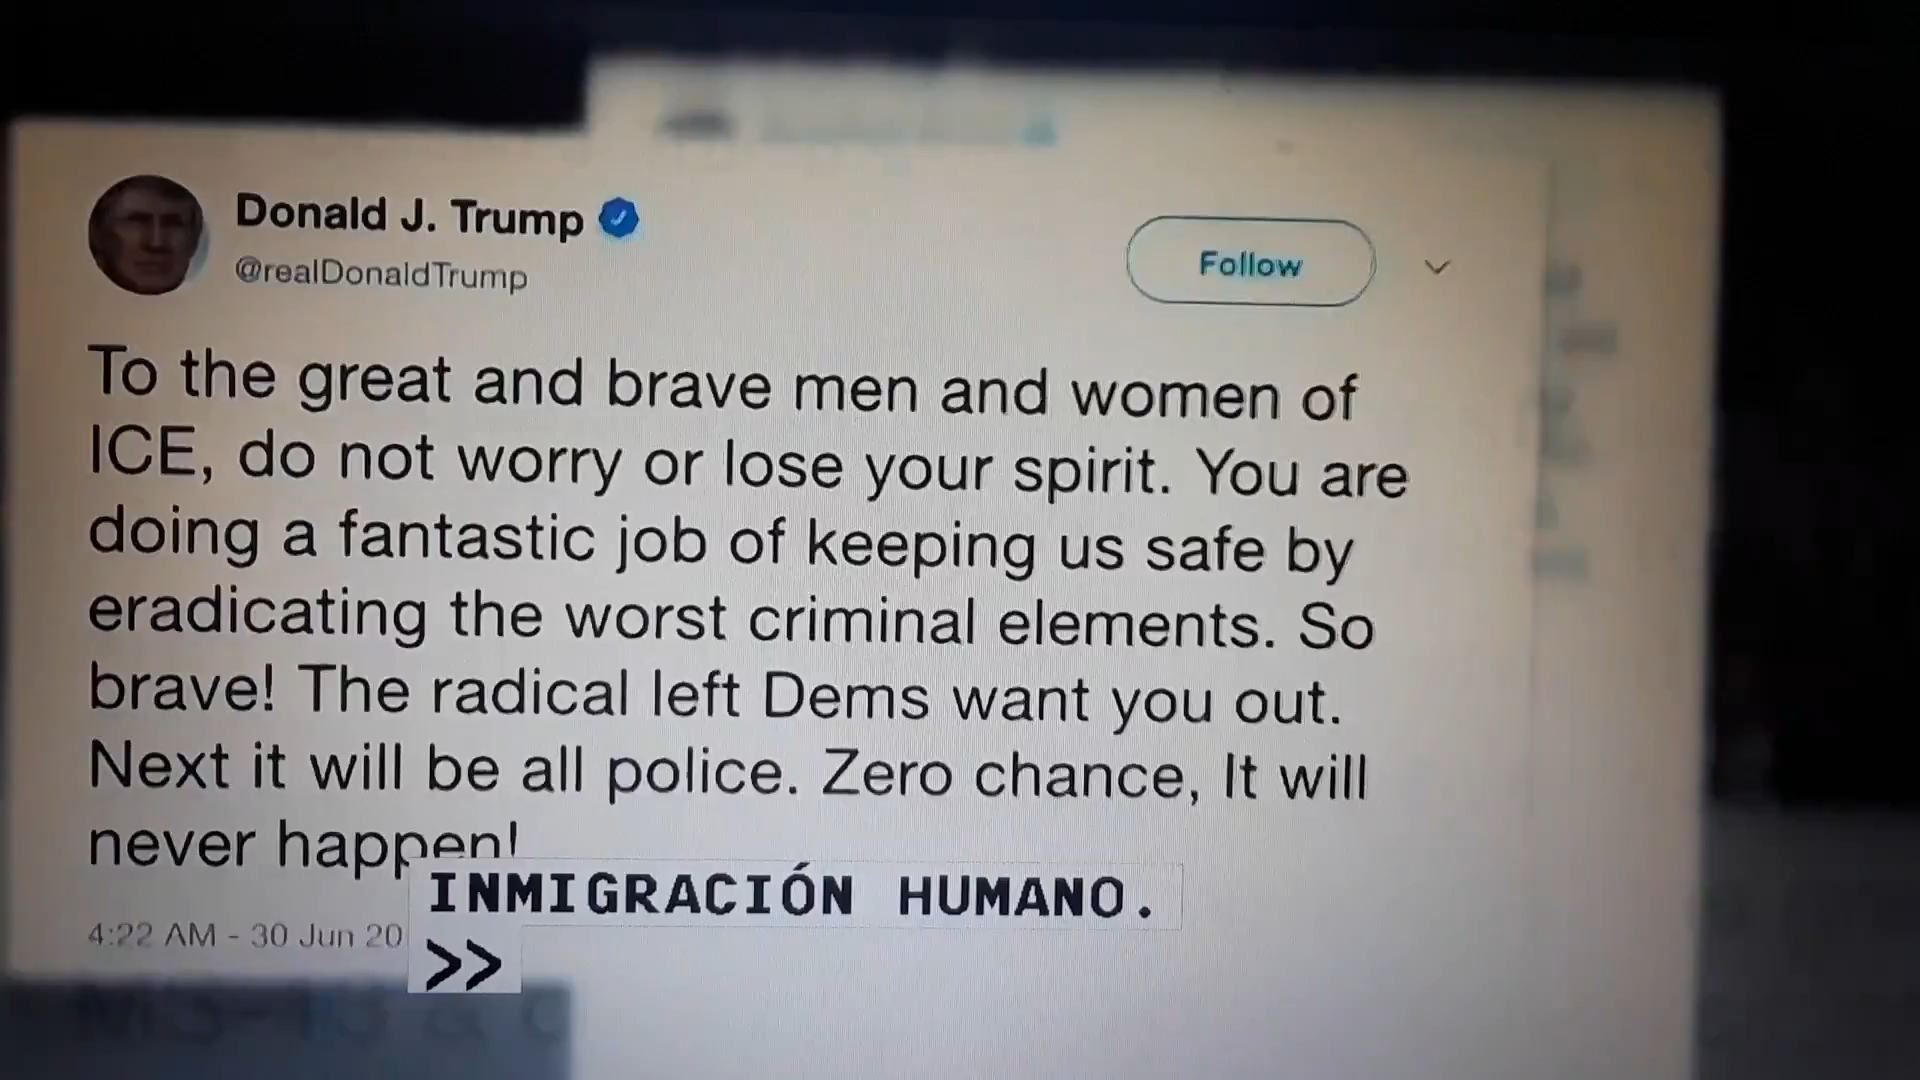 Donald J. Trump
@realDonaldTrump
Follow
To the great and brave men and women of
ICE, do not worry or lose your spirit. You are
doing a fantastic job of keeping us safe by
eradicating the worst criminal elements. So
brave! The radical left Dems want you out.
Next it will be all police. Zero chance, It will
never happen!
4:22 AM - 30 Jun 20
INMIGRACIÓN HUMANO.
>>
MS-13 &